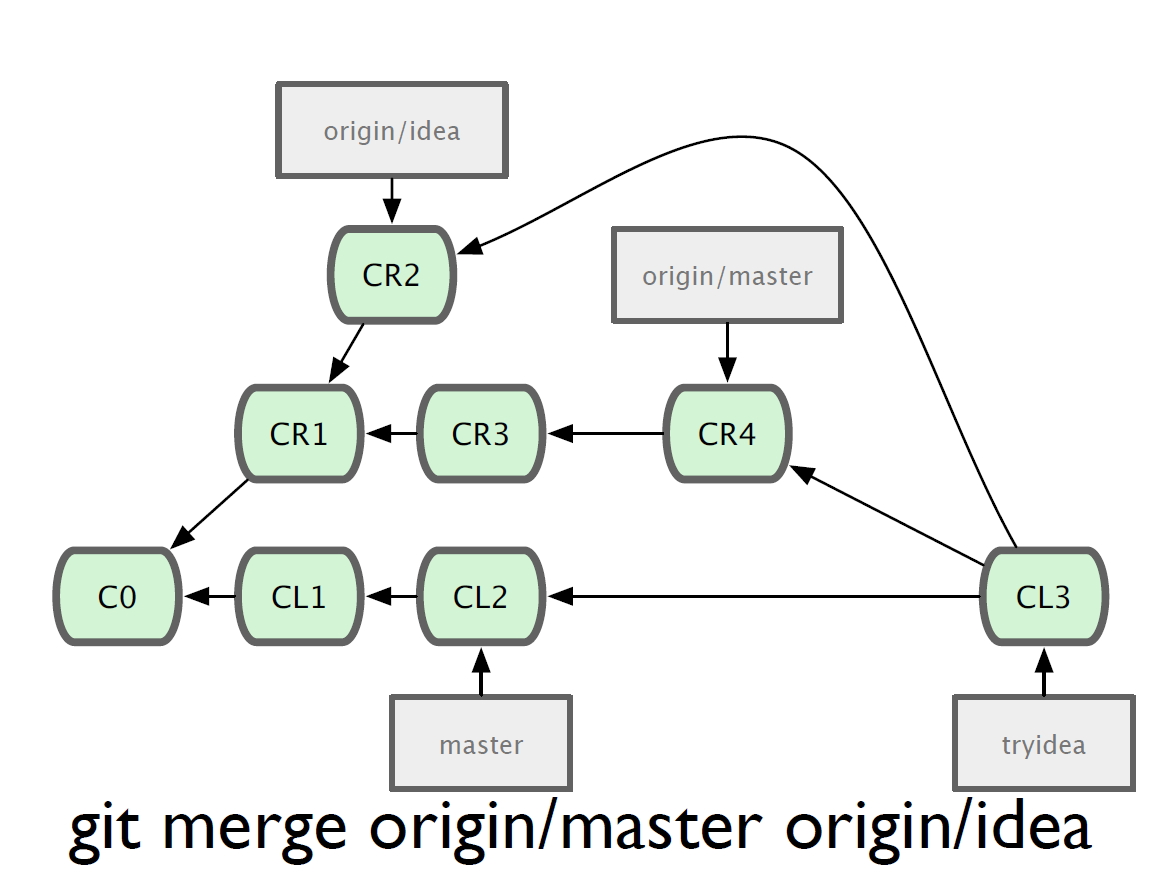 origin/idea
CR2
origin/master
CR1
CR3
CR4
C0
CL1
CL2
CL3
master
tryidea
git merge origin/master origin/idea